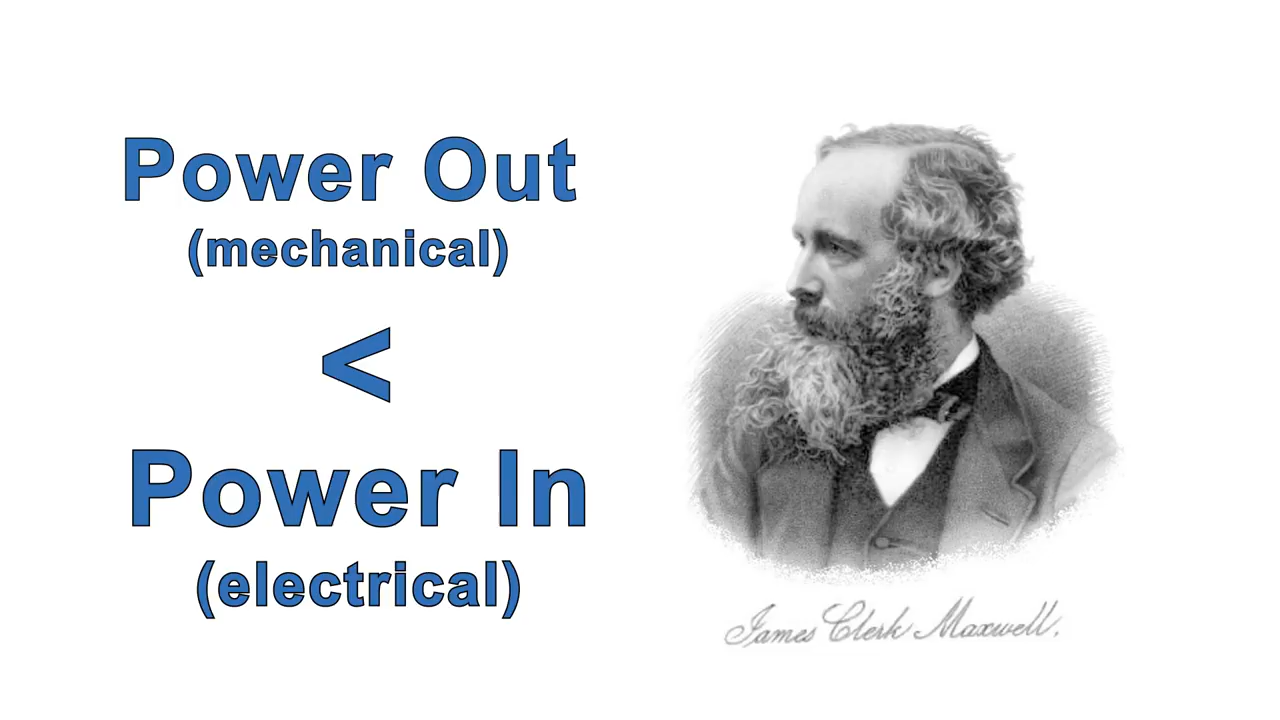 Power Out
(mechanical)
<
Power In
(electrical)
James Clerk Maxwell.